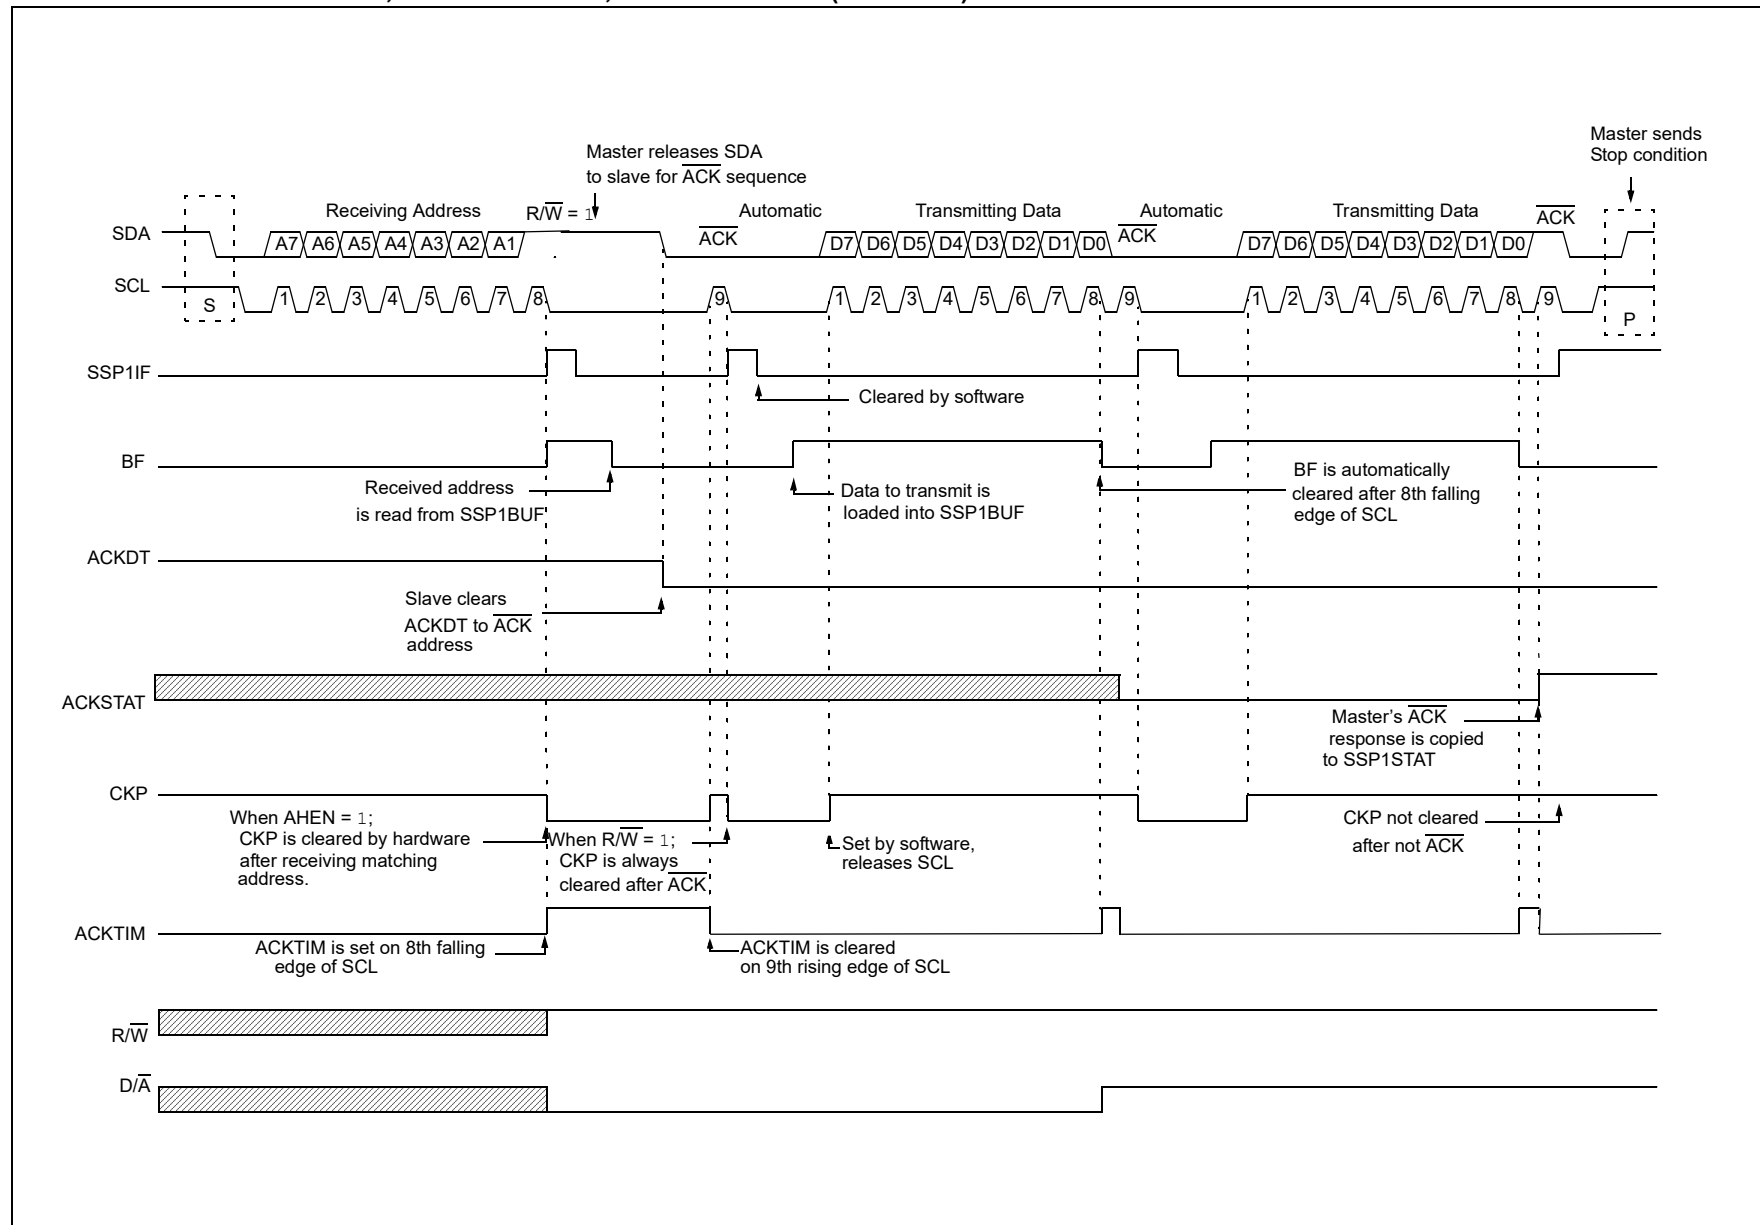 Master sends
Stop condition
Master releases SDA
to slave for A̅C̅K̅ sequence
Receiving Address
R/W̅ = 1
Automatic
Transmitting Data
Automatic
Transmitting Data
A̅C̅K̅
SDA
A7 A6 A5 A4 A3 A2 A1
A̅C̅K̅
D7 D6 D5 D4 D3 D2 D1 D0
A̅C̅K̅
D7 D6 D5 D4 D3 D2 D1 D0
SCL
S
1 2 3 4 5 6 7 8 9
1 2 3 4 5 6 7 8 9
1 2 3 4 5 6 7 8 9
P
SSP1IF
Cleared by software
BF
Received address
is read from SSP1BUF
Data to transmit is
loaded into SSP1BUF
BF is automatically
cleared after 8th falling
edge of SCL
ACKDT
Slave clears
ACKDT to A̅C̅K̅
address
ACKSTAT
Master's A̅C̅K̅
response is copied
to SSP1STAT
CKP
When AHEN = 1;
CKP is cleared by hardware
after receiving matching
address.
When R/W̅ = 1;
CKP is always
cleared after A̅C̅K̅
Set by software,
releases SCL
CKP not cleared
after not A̅C̅K̅
ACKTIM
ACKTIM is set on 8th falling
edge of SCL
ACKTIM is cleared
on 9th rising edge of SCL
R/W̅
D/A̅